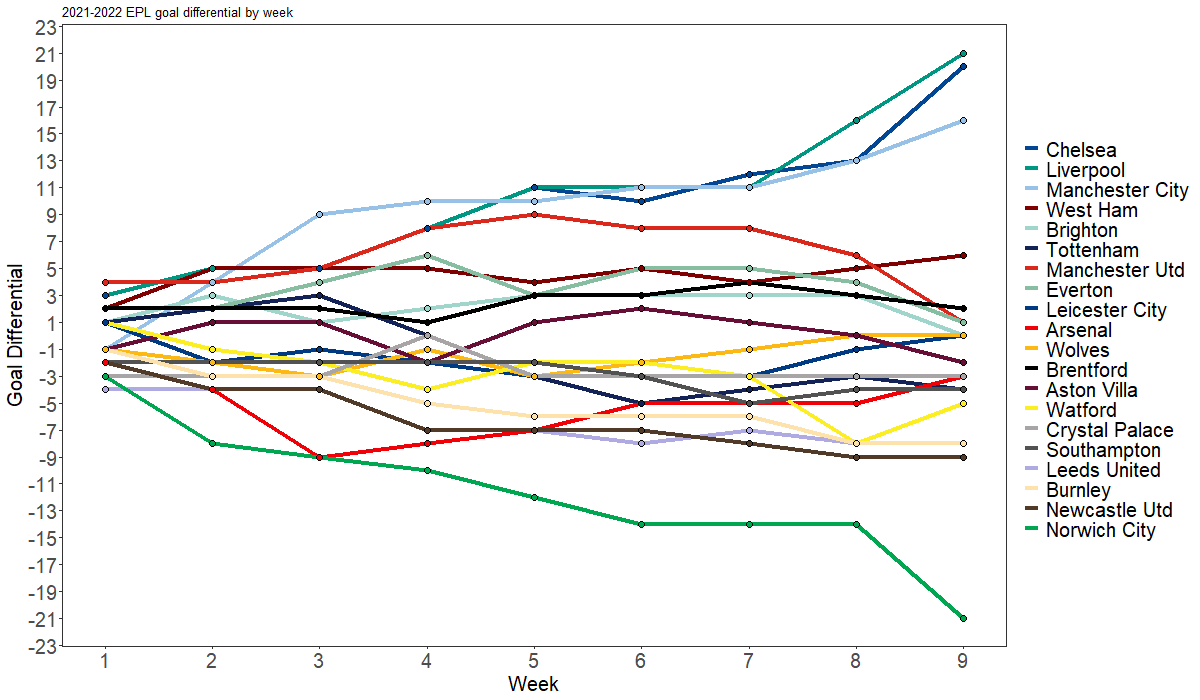 2021-2022 EPL goal differential by week
23
21
19
17
15
13
11
9
7
5
3
1
-1
-3
-5
-7
-9
-11
-13
-15
-17
-19
-21
-23
Goal Differential
1 2 3 4 5 6 7 8 9
Week
Chelsea
Liverpool
Manchester City
West Ham
Brighton
Tottenham
Manchester Utd
Everton
Leicester City
Arsenal
Wolves
Brentford
Aston Villa
Watford
Crystal Palace
Southampton
Leeds United
Burnley
Newcastle Utd
Norwich City